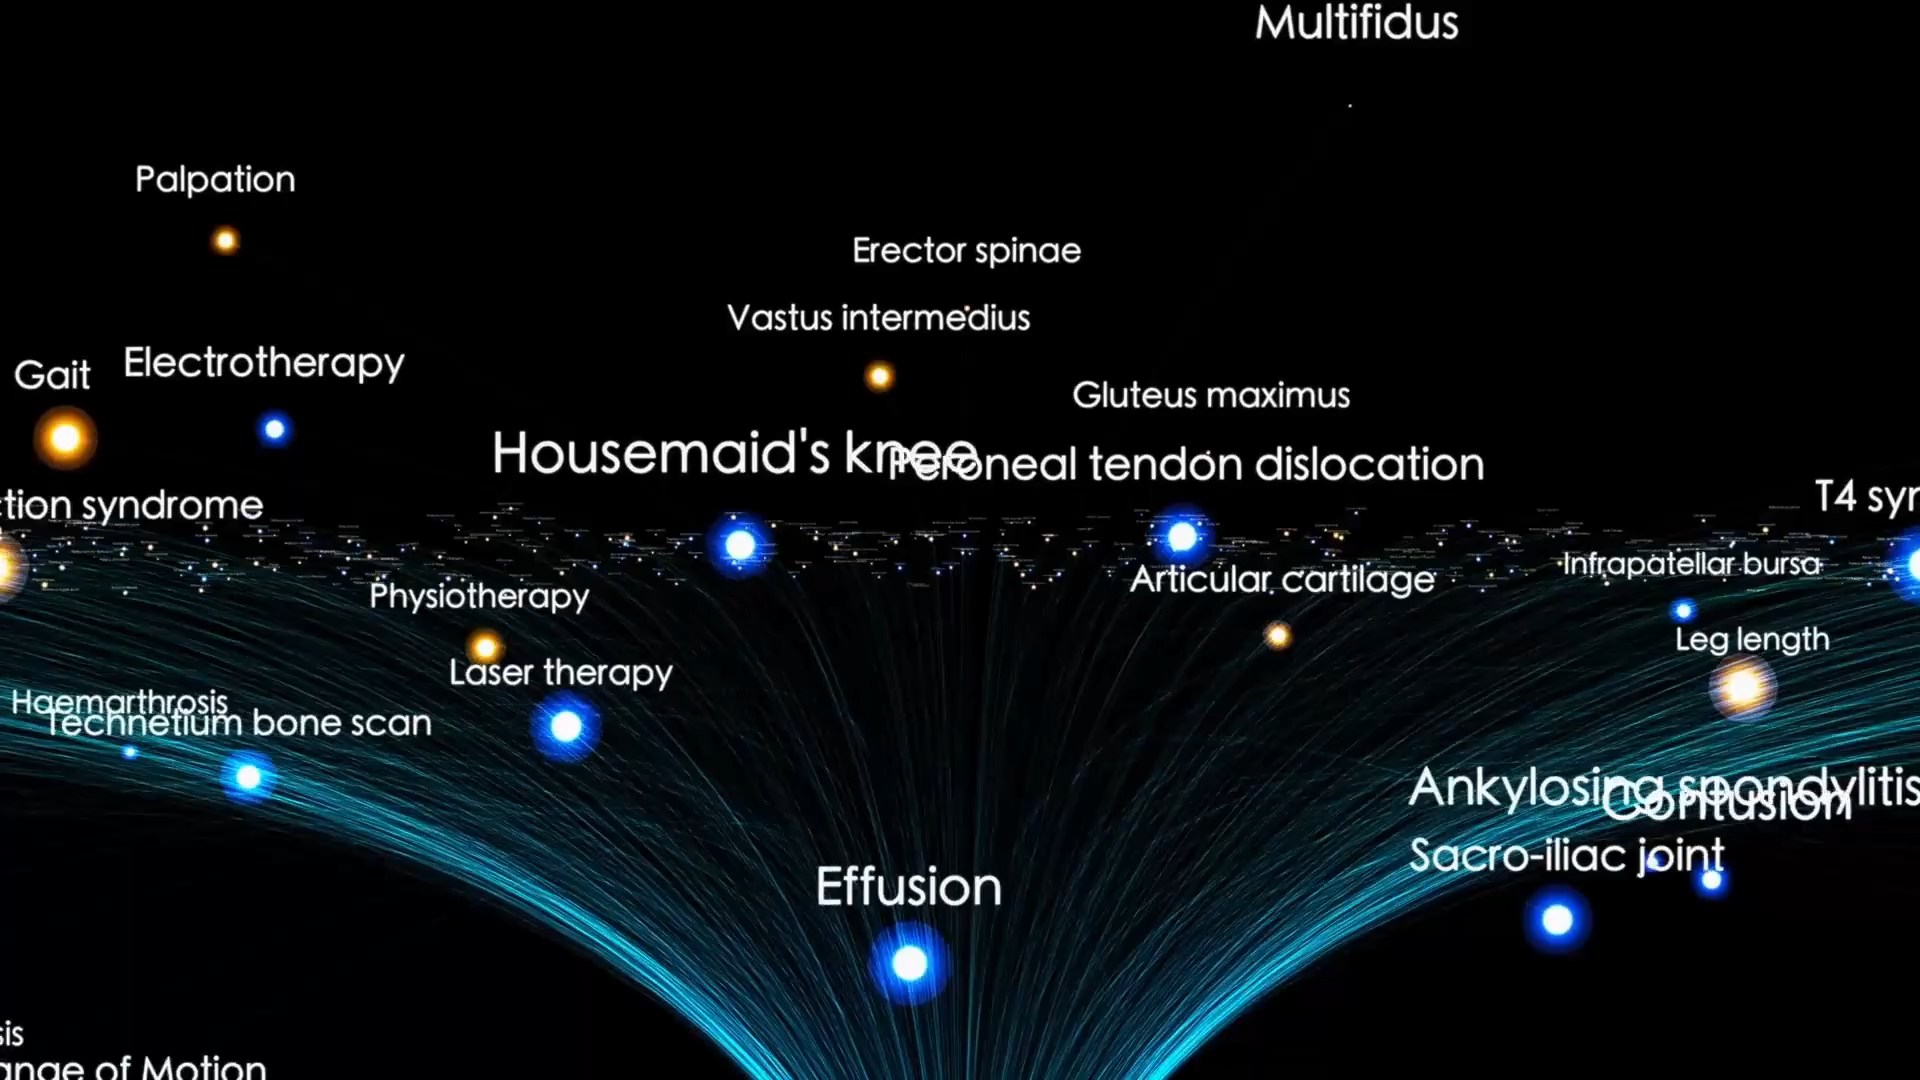 Multifidus
Palpation
Erector spinae
Vastus intermedius
Gait
Electrotherapy
Gluteus maximus
Housemaid's knee
Peroneal tendon dislocation
tion syndrome
T4 syr
Infrapatellar bursa
Physiotherapy
Articular cartilage
Leg length
Laser therapy
Haemarthrosis
Technetium bone scan
Ankylosing spondylitis
Contusion
Sacro-iliac joint
Effusion
sis
ange of Motion